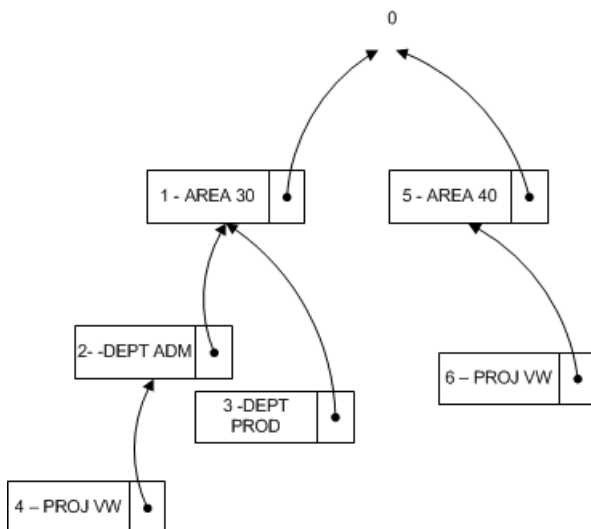 0
1 - AREA 30
5 - AREA 40
2- -DEPT ADM
6 – PROJ VW
3 -DEPT
PROD
4 – PROJ VW